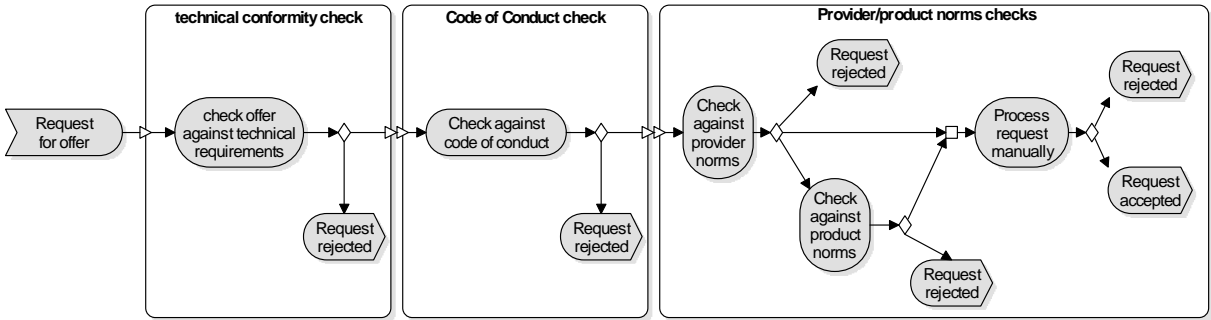 technical conformity check
Code of Conduct check
Provider/product norms checks
Request
for offer
check offer
against technical
requirements
Request
rejected
Check against
code of conduct
Request
rejected
Check
against
provider
norms
Request
rejected
Check
against
product
norms
Request
rejected
Process
request
manually
Request
rejected
Request
accepted